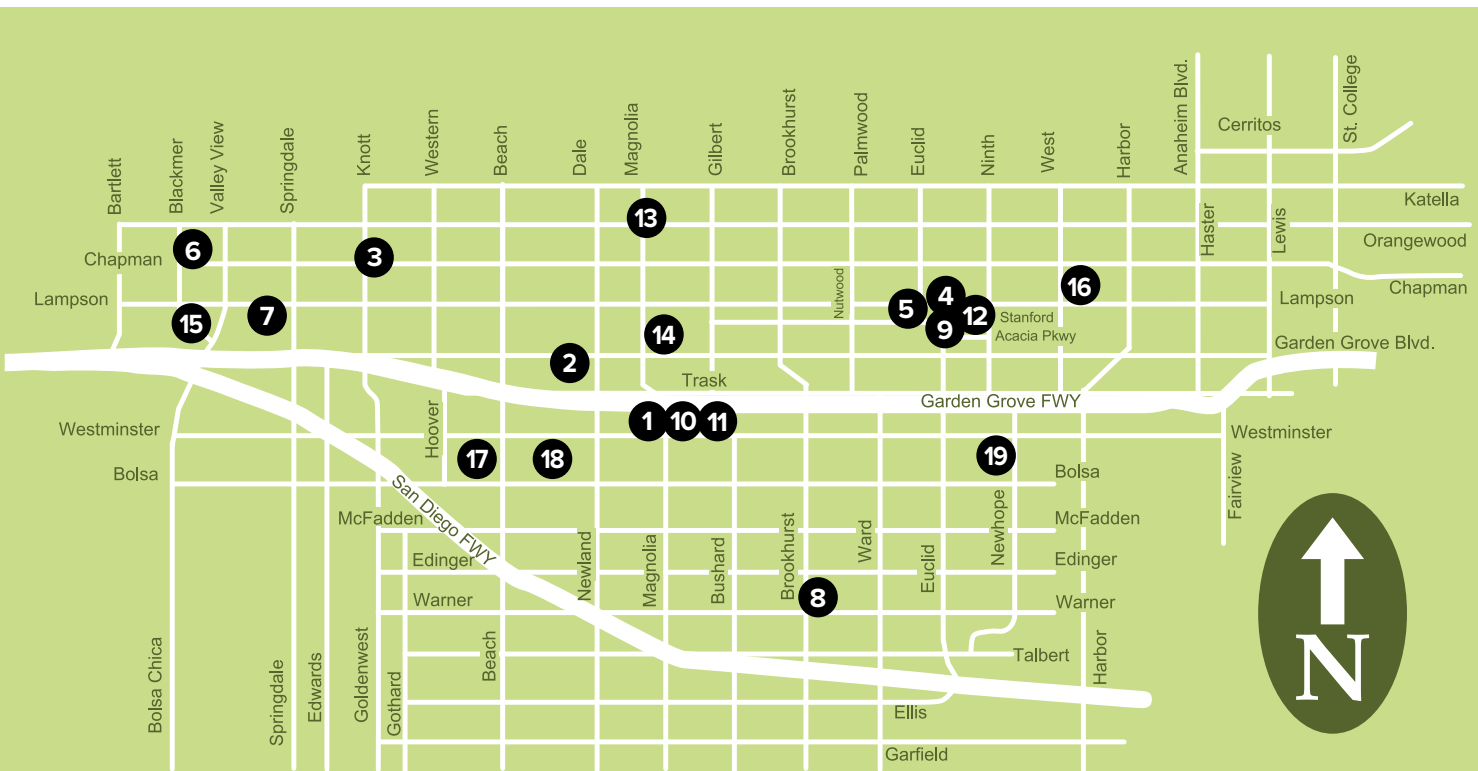 Bartlett
Blackmer
Valley View
Springdale
Knott
Western
Beach
Dale
Magnolia
Gilbert
Brookhurst
Palmwood
Euclid
Ninth
West
Harbor
Anaheim Blvd.
St. College
Cerritos
Katella
13
Haster
Lewis
Orangewood
6
Chapman
3
Chapman
Lampson
15
7
Nutwood
5
4
12
9
16
Stanford
Acacia Pkwy
Lampson
14
2
Garden Grove Blvd.
Trask
Garden Grove FWY
1
10
11
Westminster
Hoover
Westminster
17
18
19
Bolsa
Bolsa
San Diego FWY
Fairview
McFadden
McFadden
Newland
Magnolia
Bushard
Brookhurst
Ward
Euclid
Newhope
Edinger
Edinger
8
Warner
Warner
Bolsa Chica
Springdale
Edwards
Goldenwest
Gothard
Beach
Talbert
Harbor
Ellis
Garfield
N